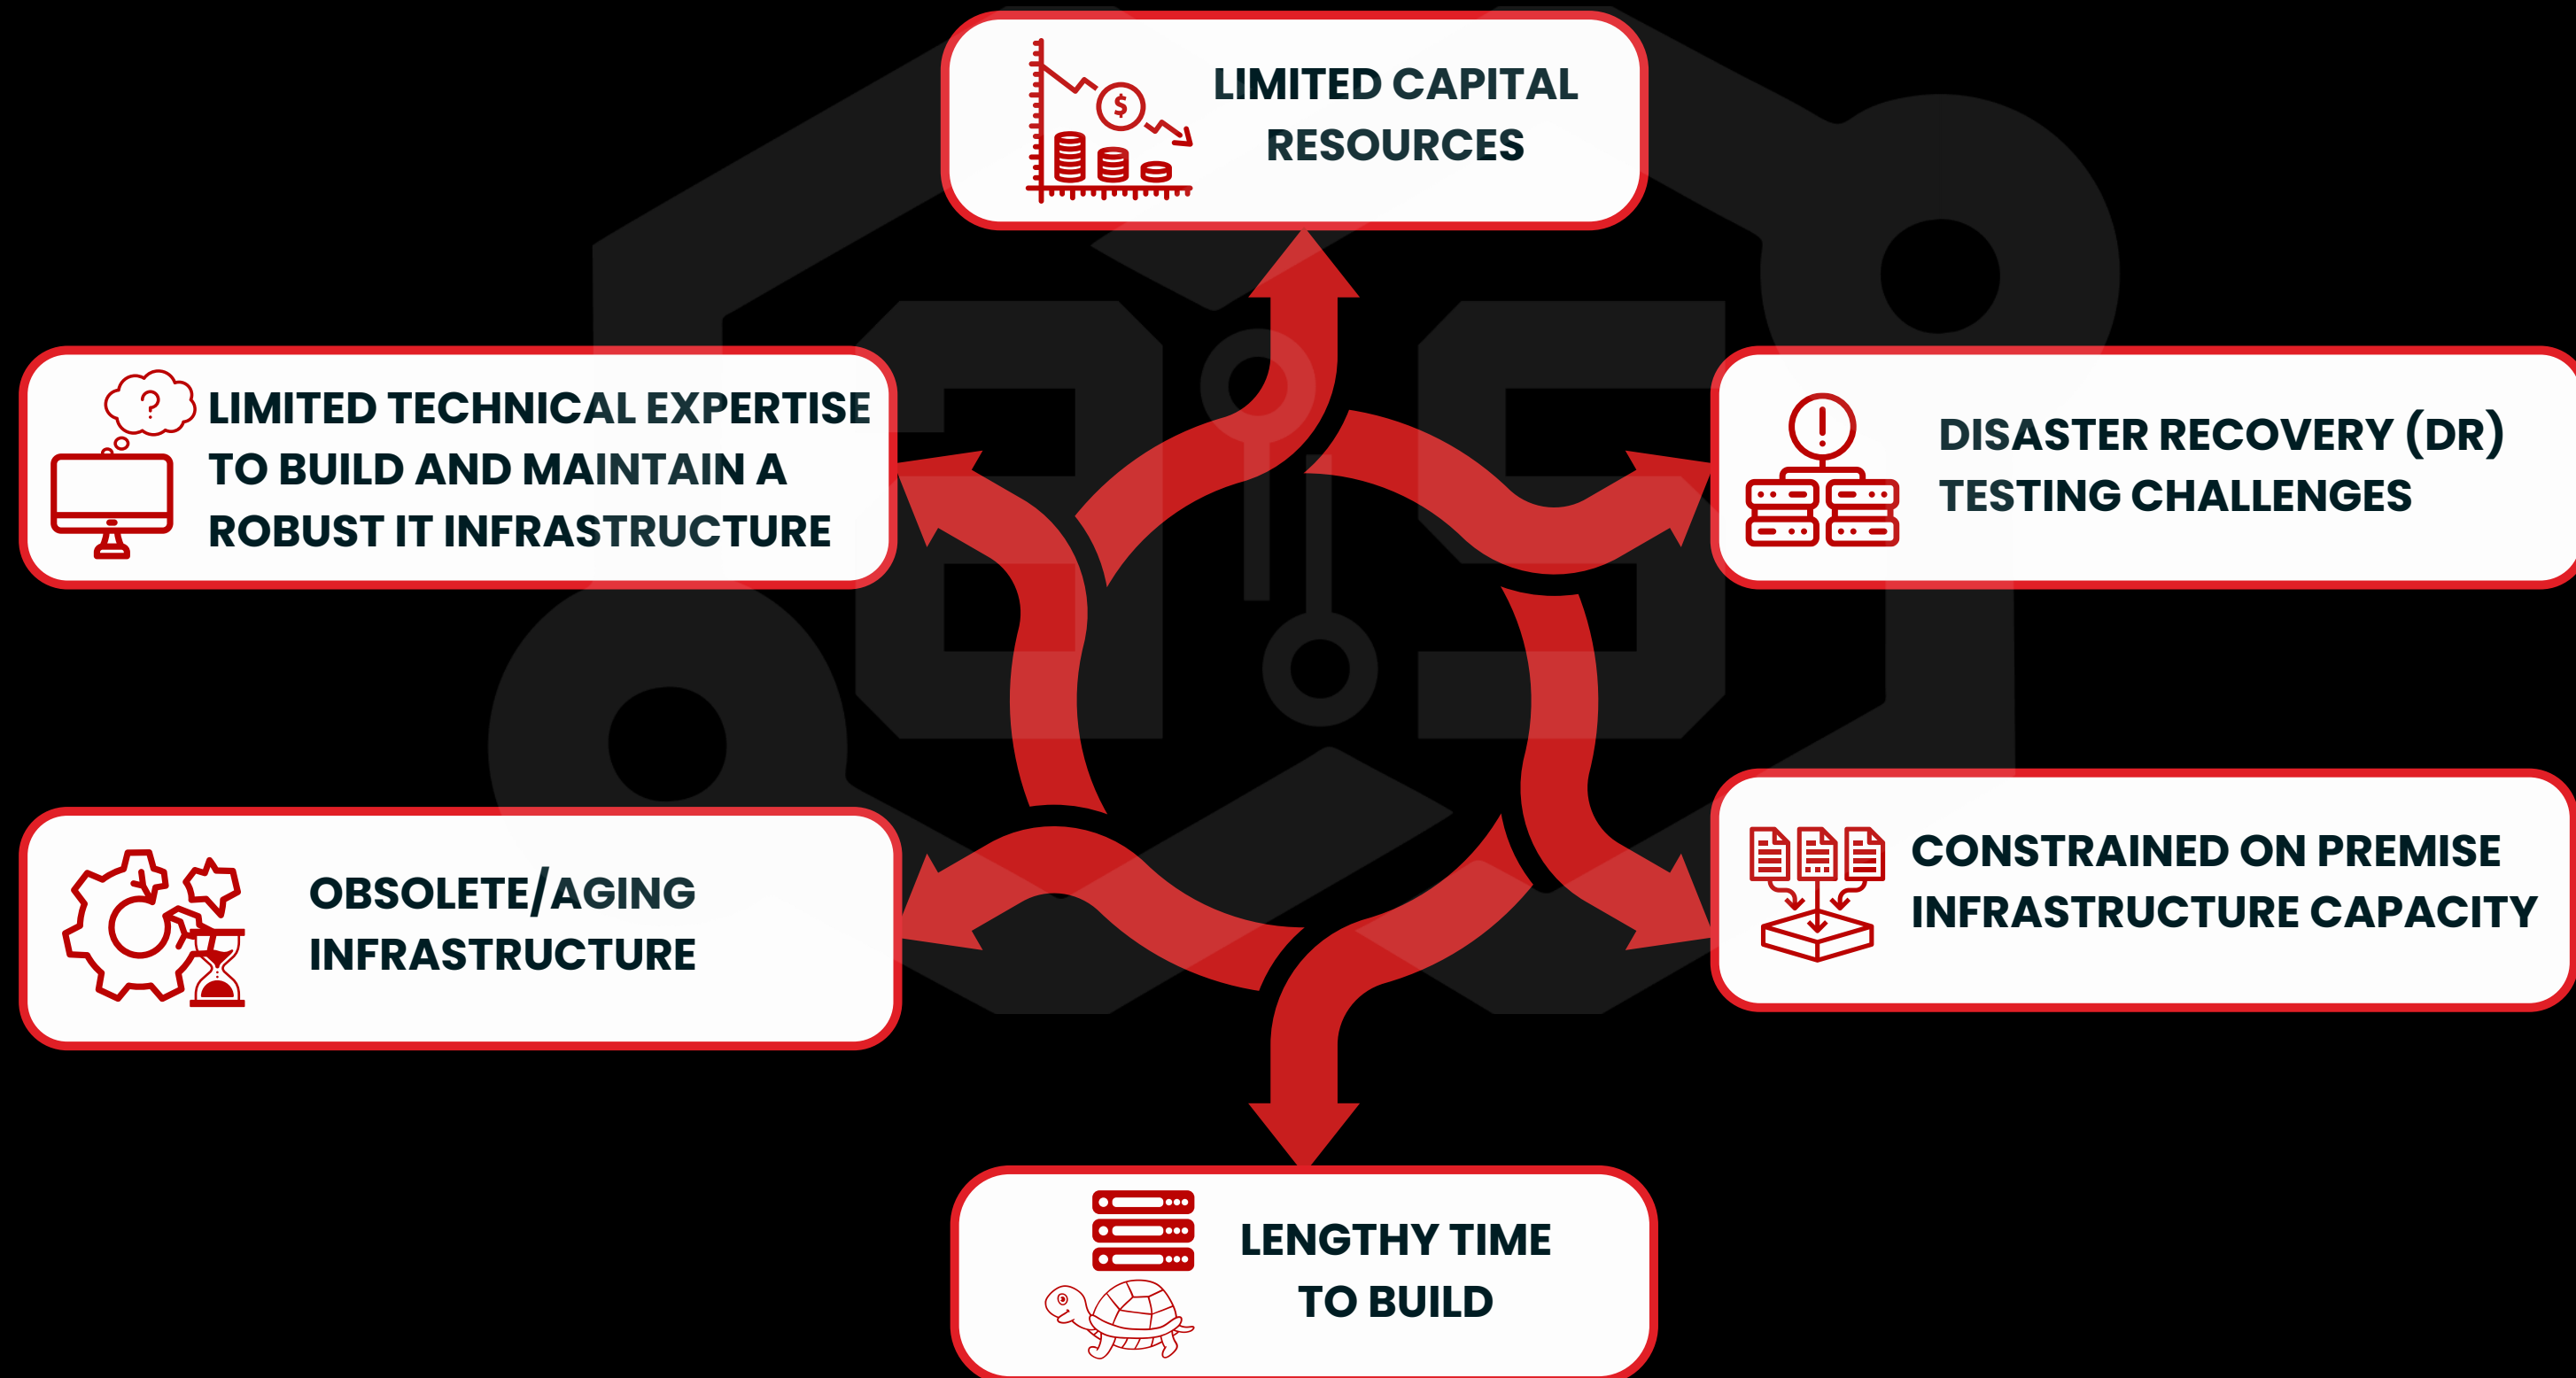 LIMITED CAPITAL
RESOURCES
LIMITED TECHNICAL EXPERTISE
TO BUILD AND MAINTAIN A
ROBUST IT INFRASTRUCTURE
DISASTER RECOVERY (DR)
TESTING CHALLENGES
OBSOLETE/AGING
INFRASTRUCTURE
CONSTRAINED ON PREMISE
INFRASTRUCTURE CAPACITY
LENGTHY TIME
TO BUILD